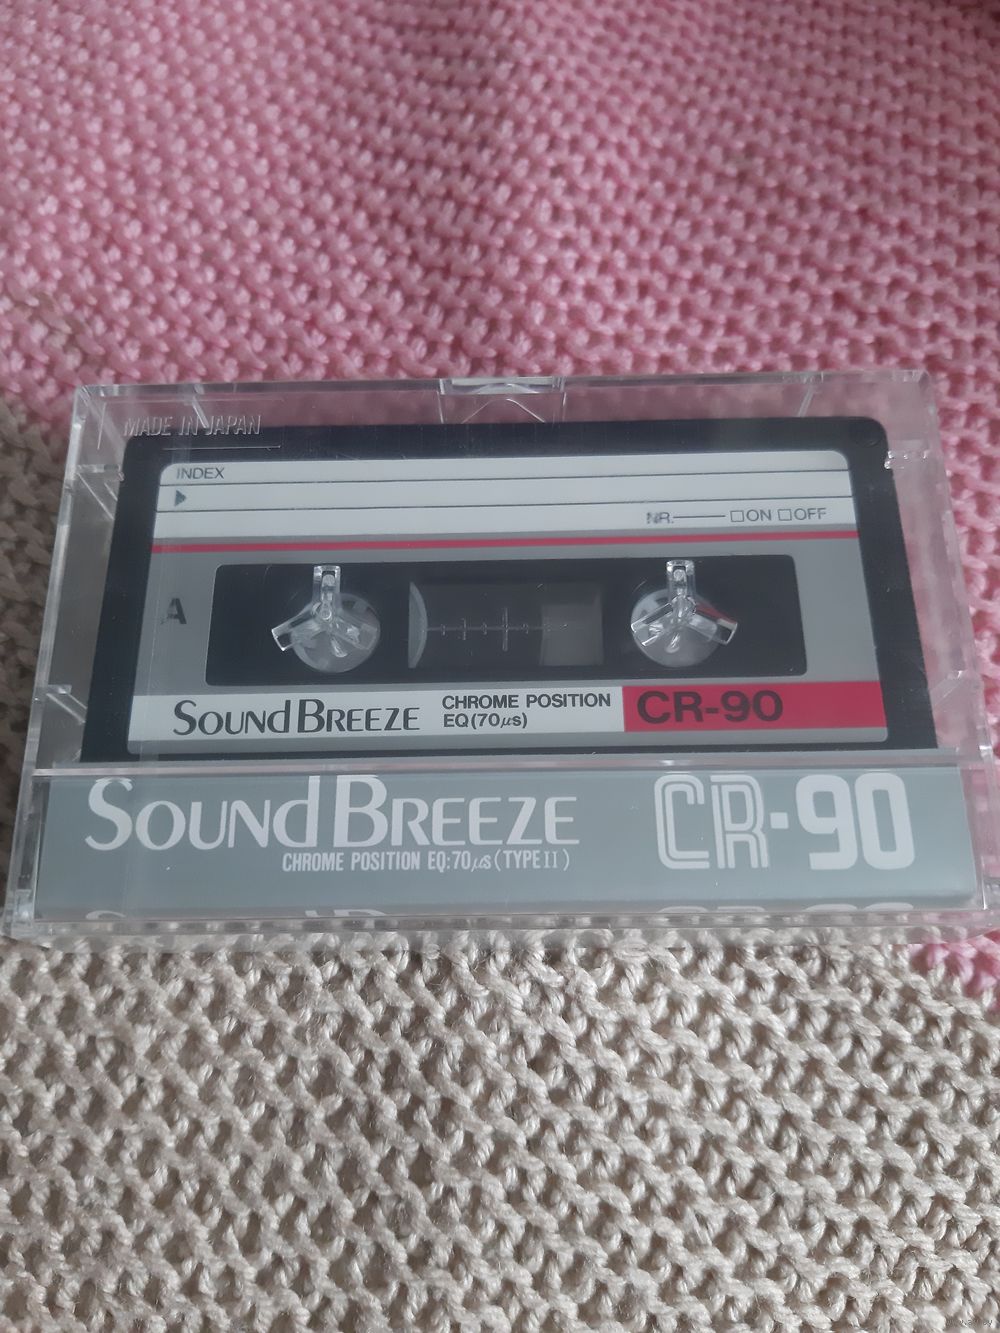 MADE IN JAPAN
INDEX
NR. ON OFF
A
SOUNd BREEZE CHROME POSITION CR-90
EQ(70μs)
SOUNd BREEZE CR-90
CHROME POSITION EQ:70μs(TYPE II)